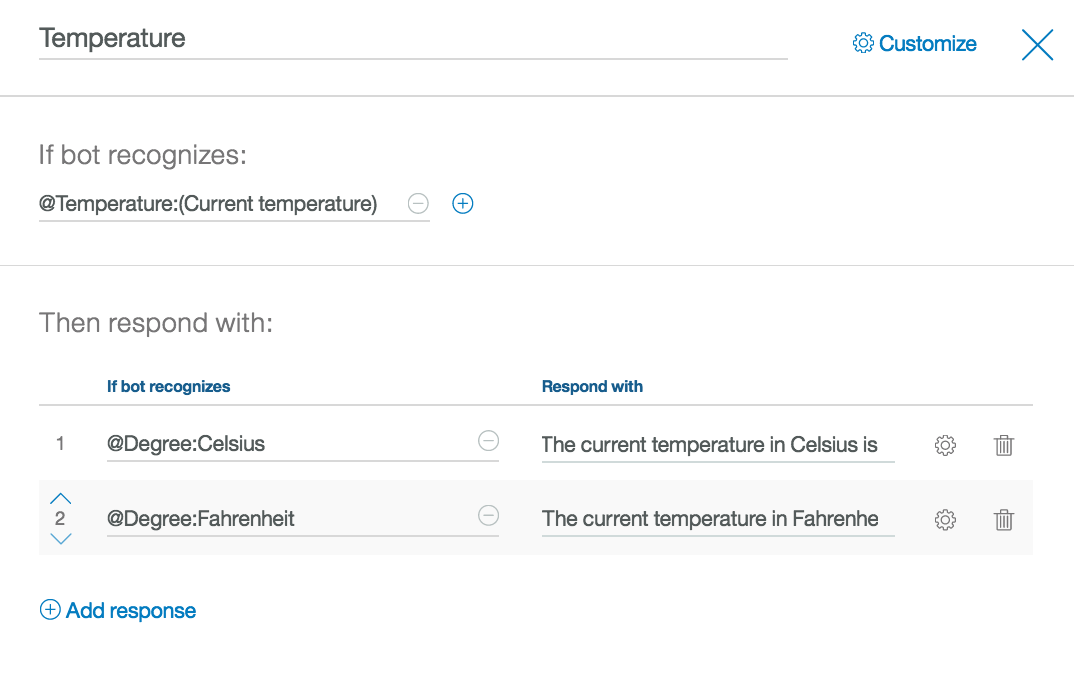 Temperature
Customize
If bot recognizes:
@Temperature:(Current temperature)
Then respond with:
If bot recognizes Respond with
1 @Degree:Celsius The current temperature in Celsius is
2 @Degree:Fahrenheit The current temperature in Fahrenhe
Add response